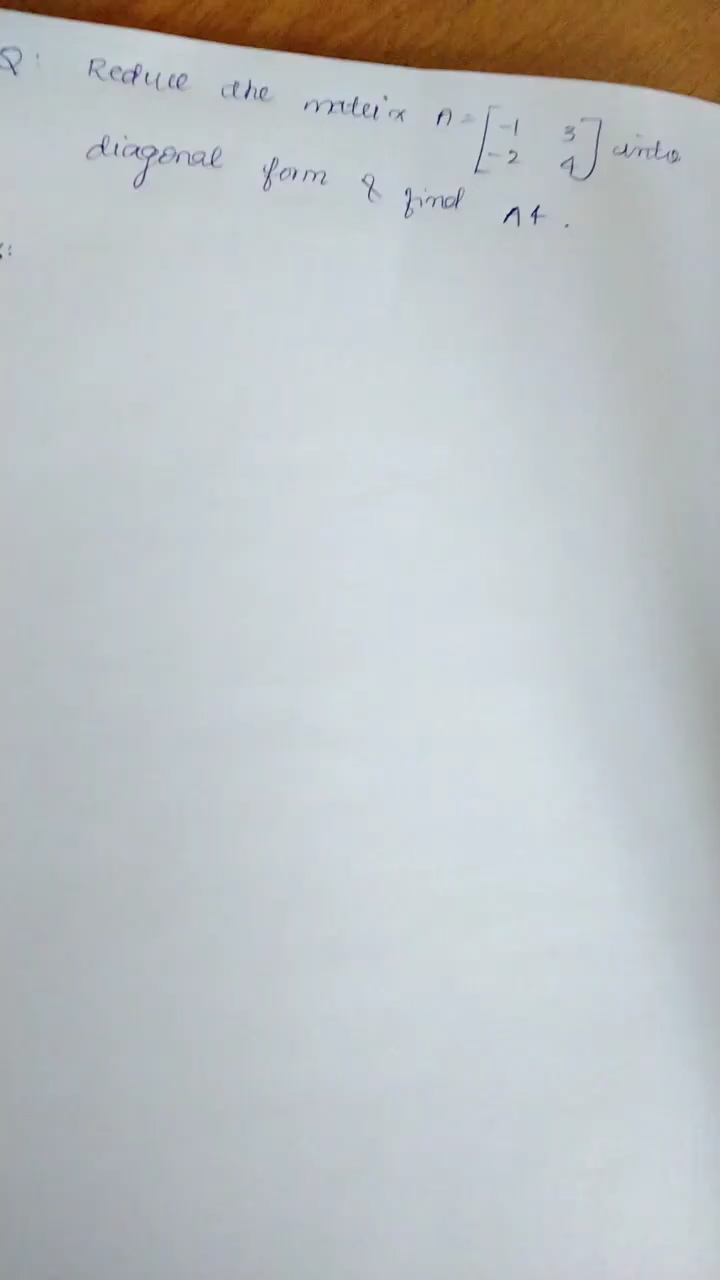 Q: Reduce the matrix A = [-1 3
-2 4] into
diagonal form & find A4.
: